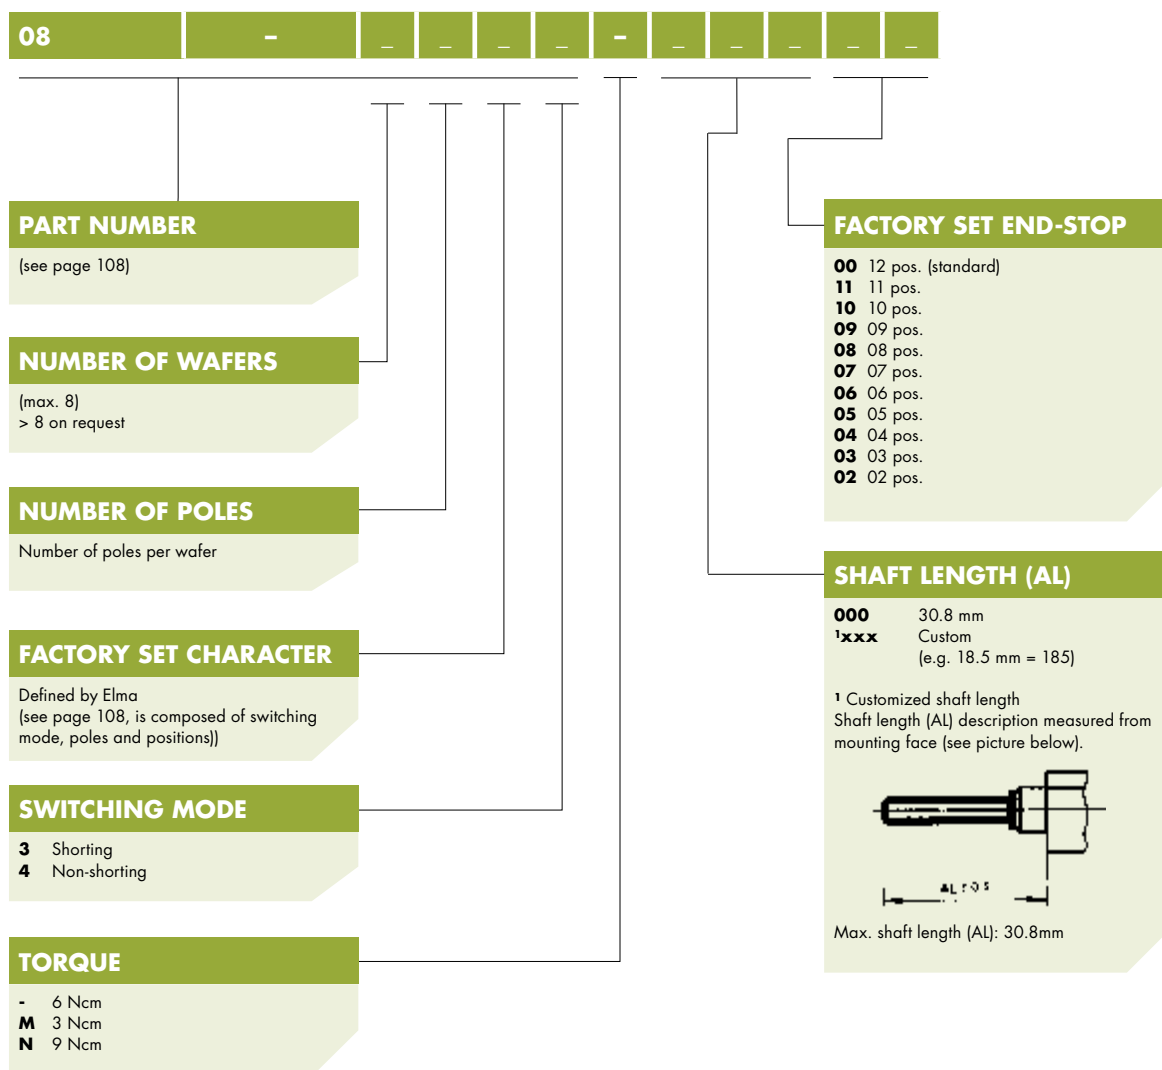 08 – _ _ _ _ – _ _ _ _ _
PART NUMBER
(see page 108)
NUMBER OF WAFERS
(max. 8)
> 8 on request
NUMBER OF POLES
Number of poles per wafer
FACTORY SET CHARACTER
Defined by Elma
(see page 108, is composed of switching
mode, poles and positions))
SWITCHING MODE
3 Shorting
4 Non-shorting
TORQUE
- 6 Ncm
M 3 Ncm
N 9 Ncm
FACTORY SET END-STOP
00 12 pos. (standard)
11 11 pos.
10 10 pos.
09 09 pos.
08 08 pos.
07 07 pos.
06 06 pos.
05 05 pos.
04 04 pos.
03 03 pos.
02 02 pos.
SHAFT LENGTH (AL)
000 30.8 mm
¹xxx Custom
(e.g. 18.5 mm = 185)
¹ Customized shaft length
Shaft length (AL) description measured from
mounting face (see picture below).
AL
Max. shaft length (AL): 30.8mm